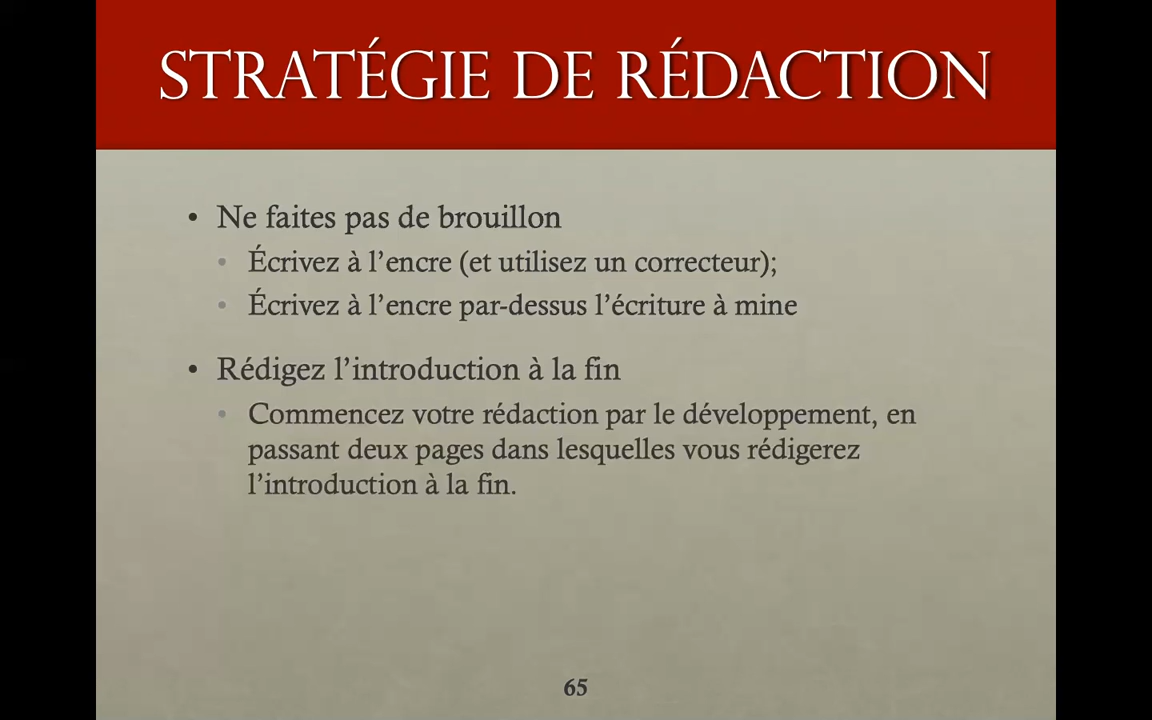 STRATÉGIE DE RÉDACTION
• Ne faites pas de brouillon
• Écrivez à l’encre (et utilisez un correcteur);
• Écrivez à l’encre par-dessus l’écriture à mine
• Rédigez l’introduction à la fin
• Commencez votre rédaction par le développement, en
passant deux pages dans lesquelles vous rédigerez
l’introduction à la fin.
65